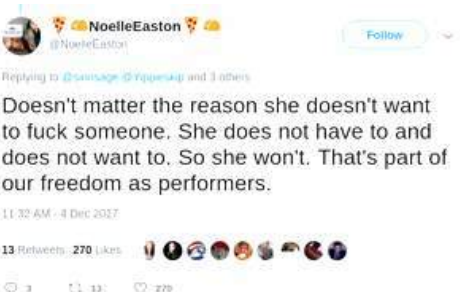 🍕🌮NoelleEaston🍕🌮
@NoelleEaston
Follow
Replying to and 3 others
Doesn't matter the reason she doesn't want
to fuck someone. She does not have to and
does not want to. So she won't. That's part of
our freedom as performers.
11:32 AM - 4 Dec 2017
13 Retweets 270 Likes
3 13 270